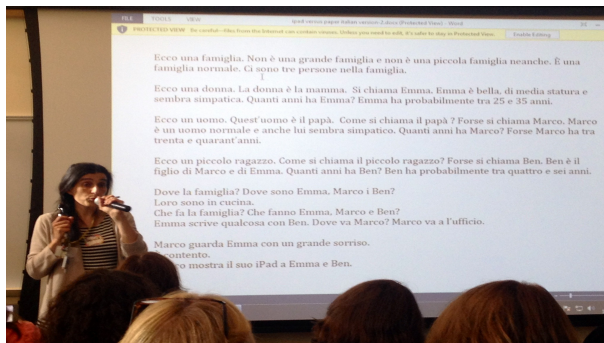 FILE TOOLS VIEW
ipad versus paper italian version 2.docx (Protected View) - Word
PROTECTED VIEW Be careful—files from the Internet can contain viruses. Unless you need to edit, it's safer to stay in Protected View. Enable Editing
Ecco una famiglia. Non è una grande famiglia e non è una piccola famiglia neanche. È una
famiglia normale. Ci sono tre persone nella famiglia.
Ecco una donna. La donna è la mamma. Si chiama Emma. Emma è bella, di media statura e
sembra simpatica. Quanti anni ha Emma? Emma ha probabilmente tra 25 e 35 anni.
Ecco un uomo. Quest'uomo è il papà. Come si chiama il papà ? Forse si chiama Marco. Marco
è un uomo normale e anche lui sembra simpatico. Quanti anni ha Marco? Forse Marco ha tra
trenta e quarant'anni.
Ecco un piccolo ragazzo. Come si chiama il piccolo ragazzo? Forse si chiama Ben. Ben è il
figlio di Marco e di Emma. Quanti anni ha Ben? Ben ha probabilmente tra quattro e sei anni.
Dove la famiglia? Dove sono Emma, Marco i Ben?
Loro sono in cucina.
Che fa la famiglia? Che fanno Emma, Marco e Ben?
Emma scrive qualcosa con Ben. Dove va Marco? Marco va a l'ufficio.
Marco guarda Emma con un grande sorriso.
contento.
mostra il suo iPad a Emma e Ben.